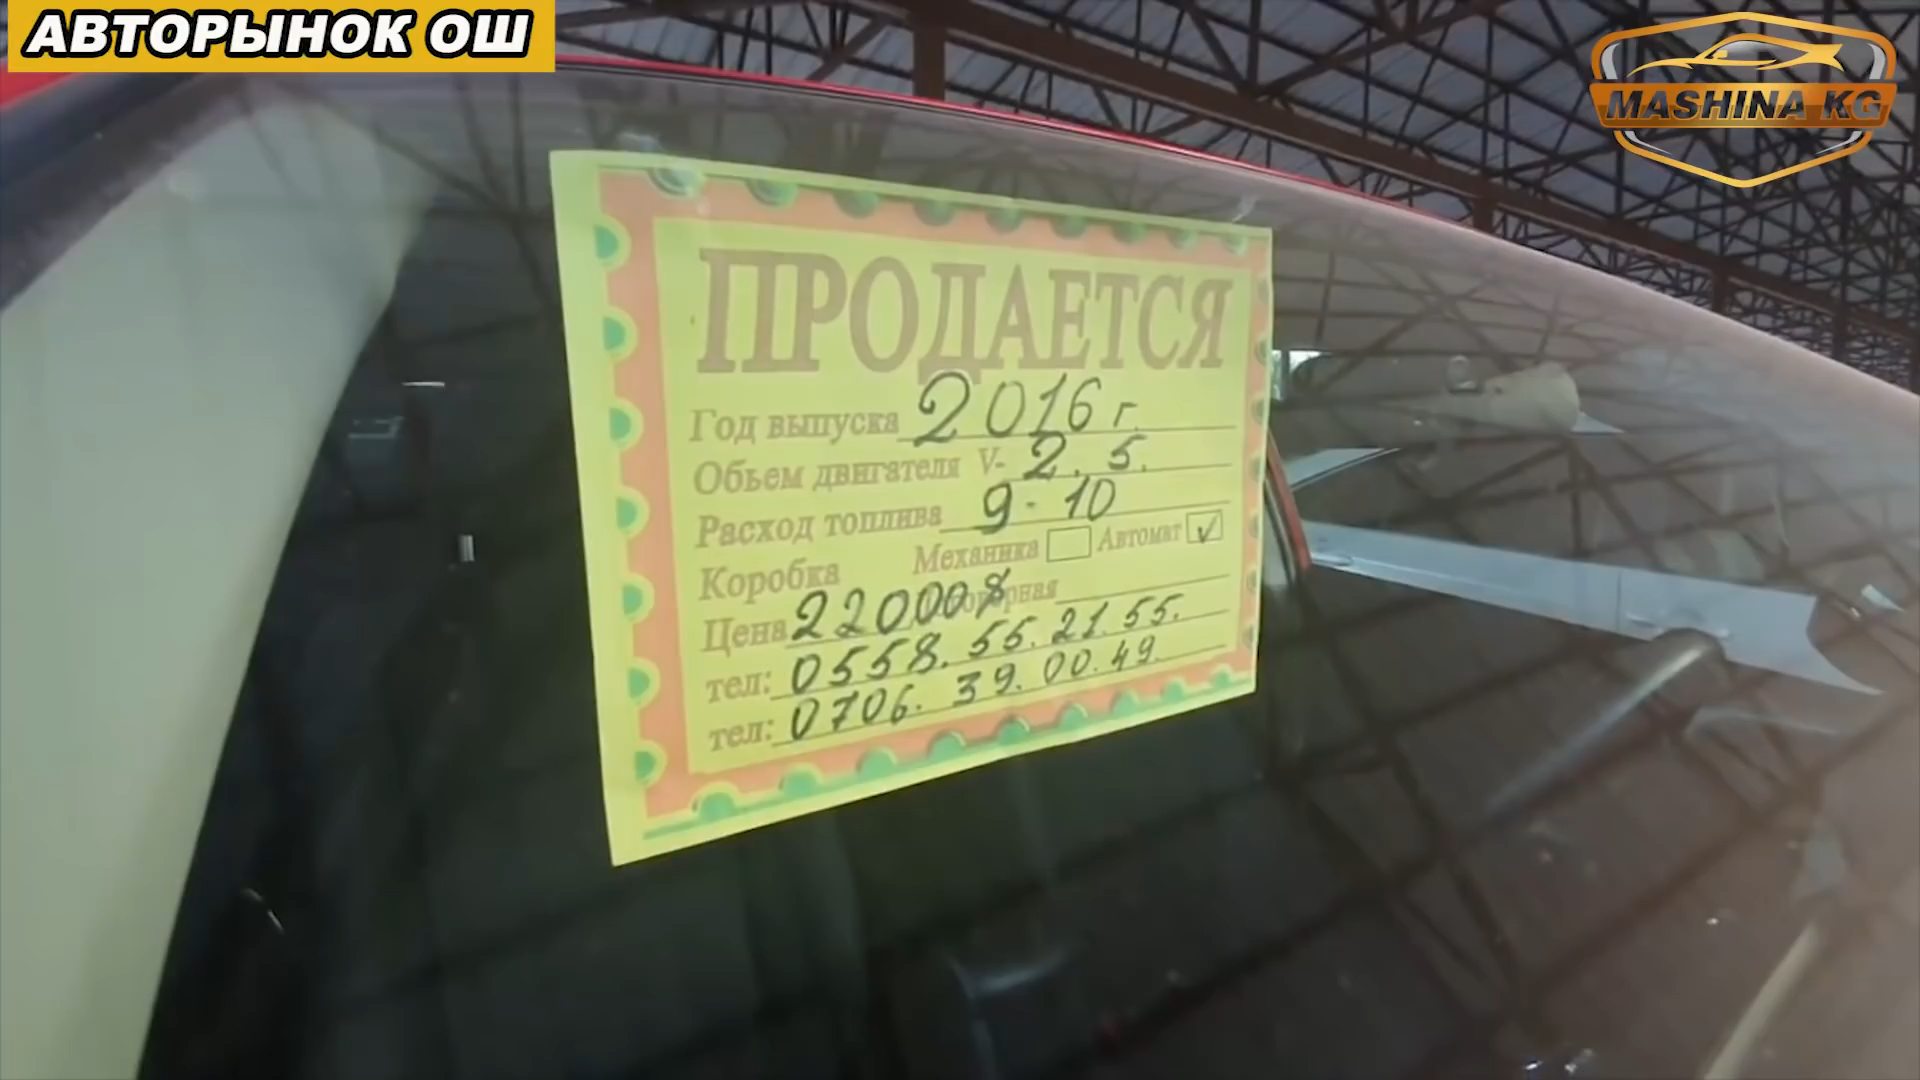 АВТОРЫНОК ОШ
MASHINA KG
ПРОДАЕТСЯ
Год выпуска 2016 г.
Обьем двигателя V- 2.5.
Расход топлива 9-10
Коробка Механика Автомат ✓
Цена 22000$
тел: 0558.55.21.55.
тел: 0706.39.00.49.